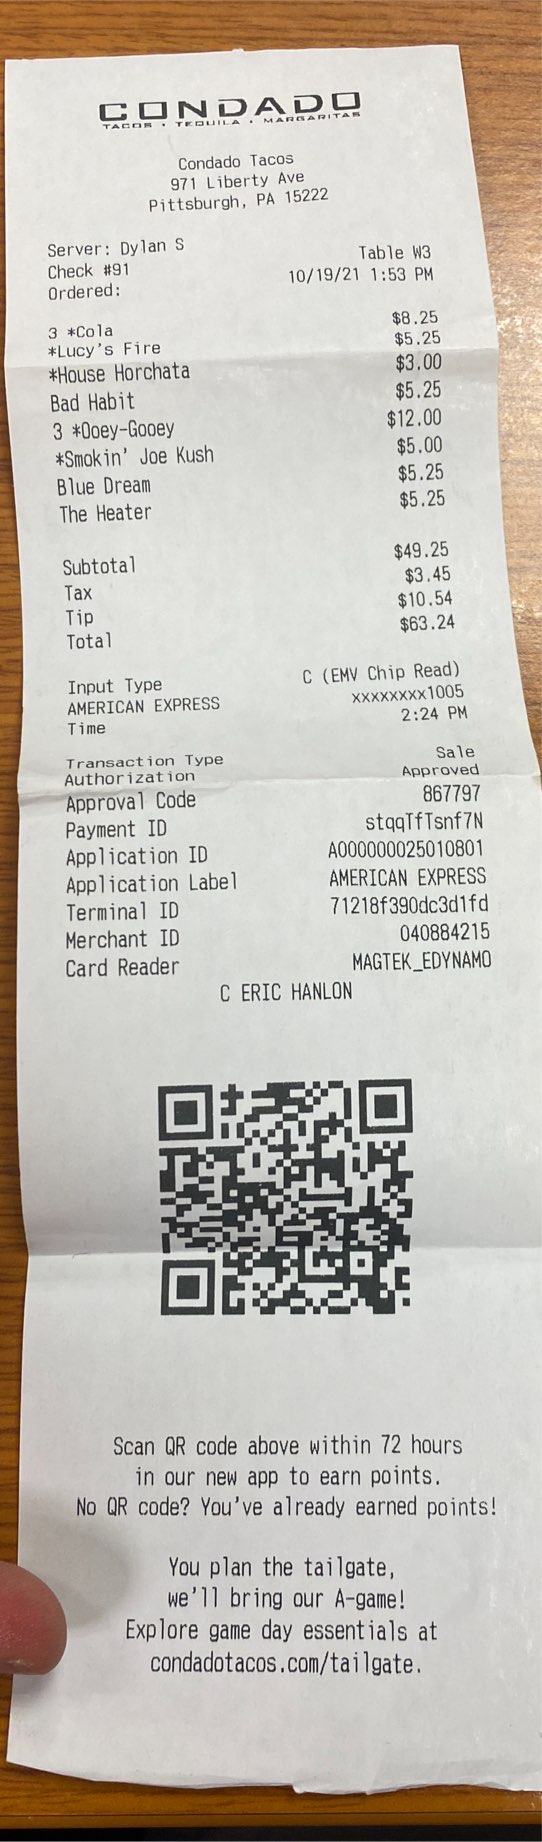 CONDADO
TACOS • TEQUILA • MARGARITAS
Condado Tacos
971 Liberty Ave
Pittsburgh, PA 15222
Server: Dylan S
Check #91 Table W3
Ordered: 10/19/21 1:53 PM
3 *Cola $8.25
*Lucy's Fire $5.25
*House Horchata $3.00
Bad Habit $5.25
3 *Ooey-Gooey $12.00
*Smokin' Joe Kush $5.00
Blue Dream $5.25
The Heater $5.25
Subtotal $49.25
Tax $3.45
Tip $10.54
Total $63.24
Input Type C (EMV Chip Read)
AMERICAN EXPRESS xxxxxxxx1005
Time 2:24 PM
Transaction Type Sale
Authorization Approved
Approval Code 867797
Payment ID stqqTfTsnf7N
Application ID A000000025010801
Application Label AMERICAN EXPRESS
Terminal ID 71218f390dc3d1fd
Merchant ID 040884215
Card Reader MAGTEK_EDYNAMO
C ERIC HANLON
Scan QR code above within 72 hours
in our new app to earn points.
No QR code? You've already earned points!
You plan the tailgate,
we'll bring our A-game!
Explore game day essentials at
condadotacos.com/tailgate.